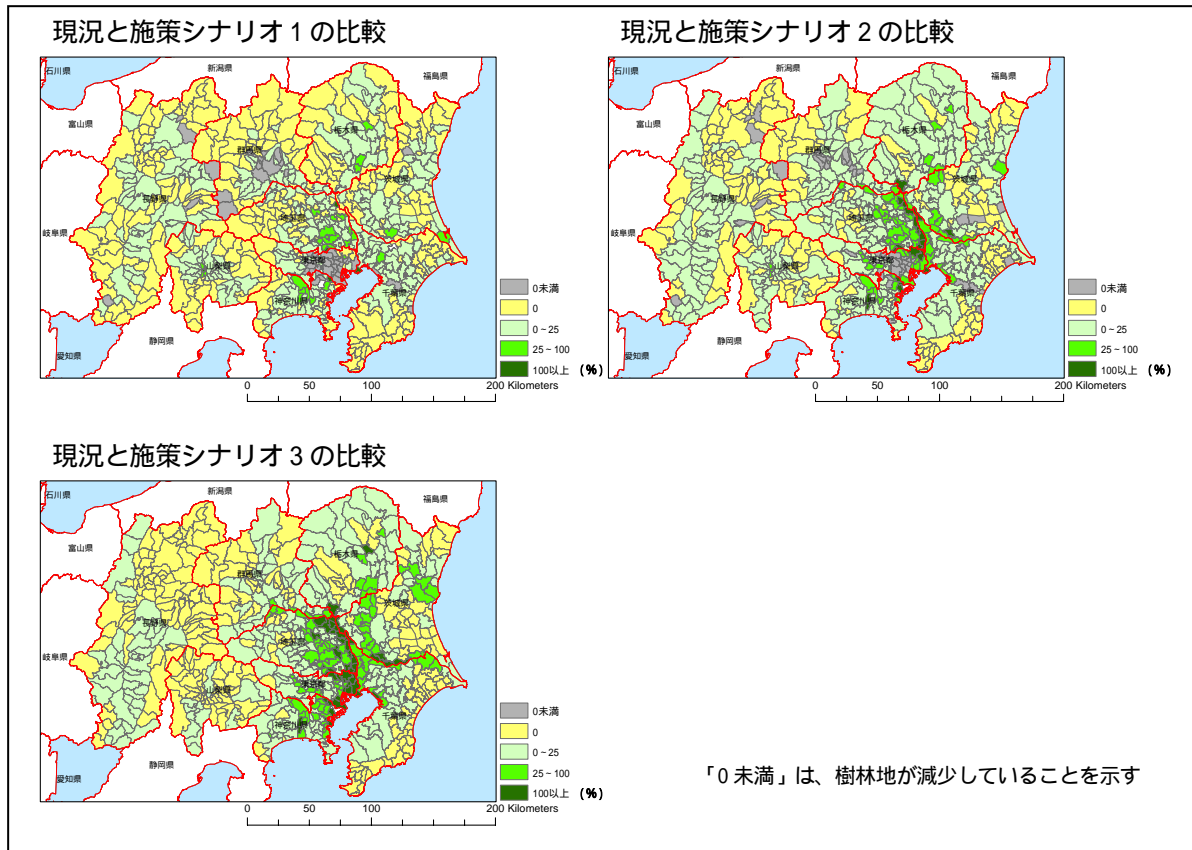 現況と施策シナリオ 1 の比較
石川県
新潟県
福島県
富山県
栃木県
群馬県
茨城県
長野県
埼玉県
岐阜県
東京都
山梨県
千葉県
神奈川県
静岡県
愛知県
0未満
0
0~25
25~100
100以上 (%)
0 50 100 200 Kilometers
現況と施策シナリオ 2 の比較
石川県
新潟県
福島県
富山県
栃木県
群馬県
茨城県
長野県
埼玉県
岐阜県
東京都
山梨県
千葉県
神奈川県
静岡県
愛知県
0未満
0
0~25
25~100
100以上 (%)
0 50 100 200 Kilometers
現況と施策シナリオ 3 の比較
石川県
新潟県
福島県
富山県
栃木県
群馬県
茨城県
長野県
埼玉県
岐阜県
東京都
山梨県
千葉県
神奈川県
静岡県
愛知県
0未満
0
0~25
25~100
100以上 (%)
0 50 100 200 Kilometers
「0 未満」は、樹林地が減少していることを示す